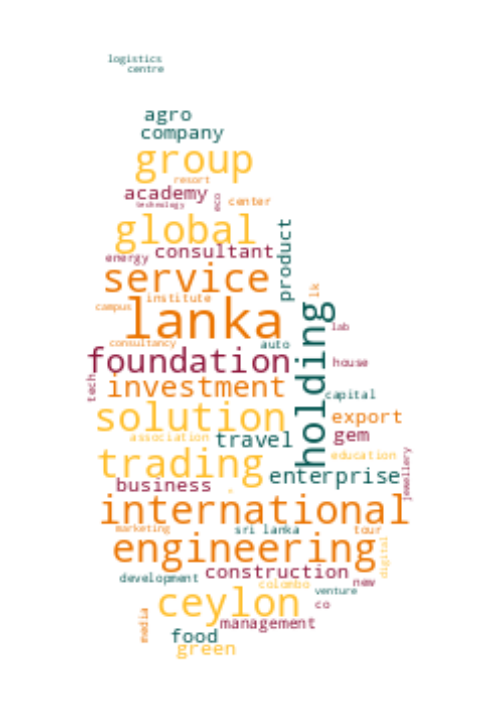 logistics
centre
agro
company
group
resort
academy
eco
technology
center
global
product
consultant
energy
service
lk
institute
campus
lanka
holding
lab
consultancy
auto
foundation
house
tech
investment
capital
solution
export
association
travel
gem
education
trading
jewellery
enterprise
business
international
marketing
sri lanka
tour
engineering
digital
construction
development
colombo
new
venture
ceylon
co
media
management
food
green